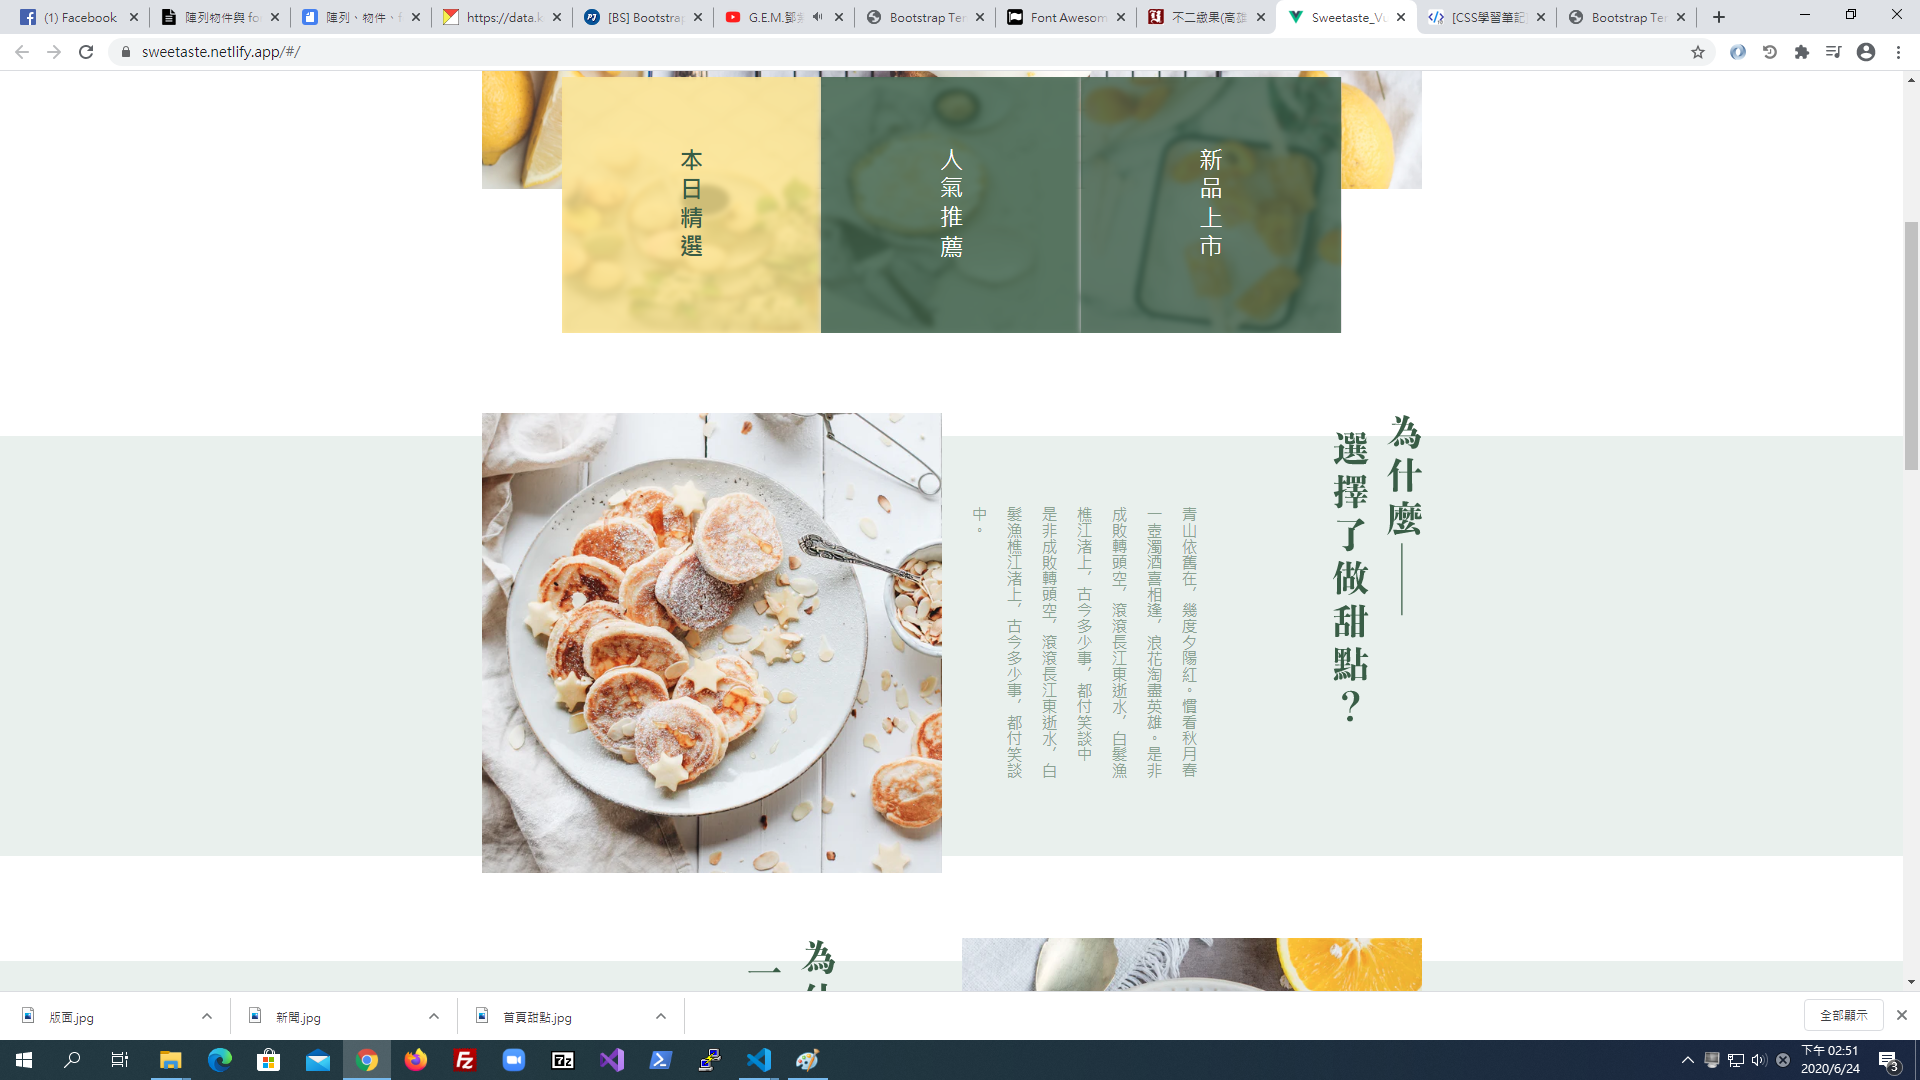 (1) Facebook
陣列物件與 fo
陣列、物件、f
https://data.k
[BS] Bootstrap
G.E.M.鄧紫
Bootstrap Ter
Font Awesom
不二緻果(高雄
Sweetaste_Vu
[CSS學習筆記]
Bootstrap Ter
sweetaste.netlify.app/#/
本日精選
人氣推薦
新品上市
為什麼——
選擇了做甜點?
青山依舊在,幾度夕陽紅。慣看秋月春
一壺濁酒喜相逢,浪花淘盡英雄。是非
成敗轉頭空,滾滾長江東逝水,白髮漁
樵江渚上,古今多少事,都付笑談中
是非成敗轉頭空,滾滾長江東逝水,白
髮漁樵江渚上,古今多少事,都付笑談
中。
為什
一
版面.jpg
新聞.jpg
首頁甜點.jpg
全部顯示
下午 02:51
2020/6/24
3